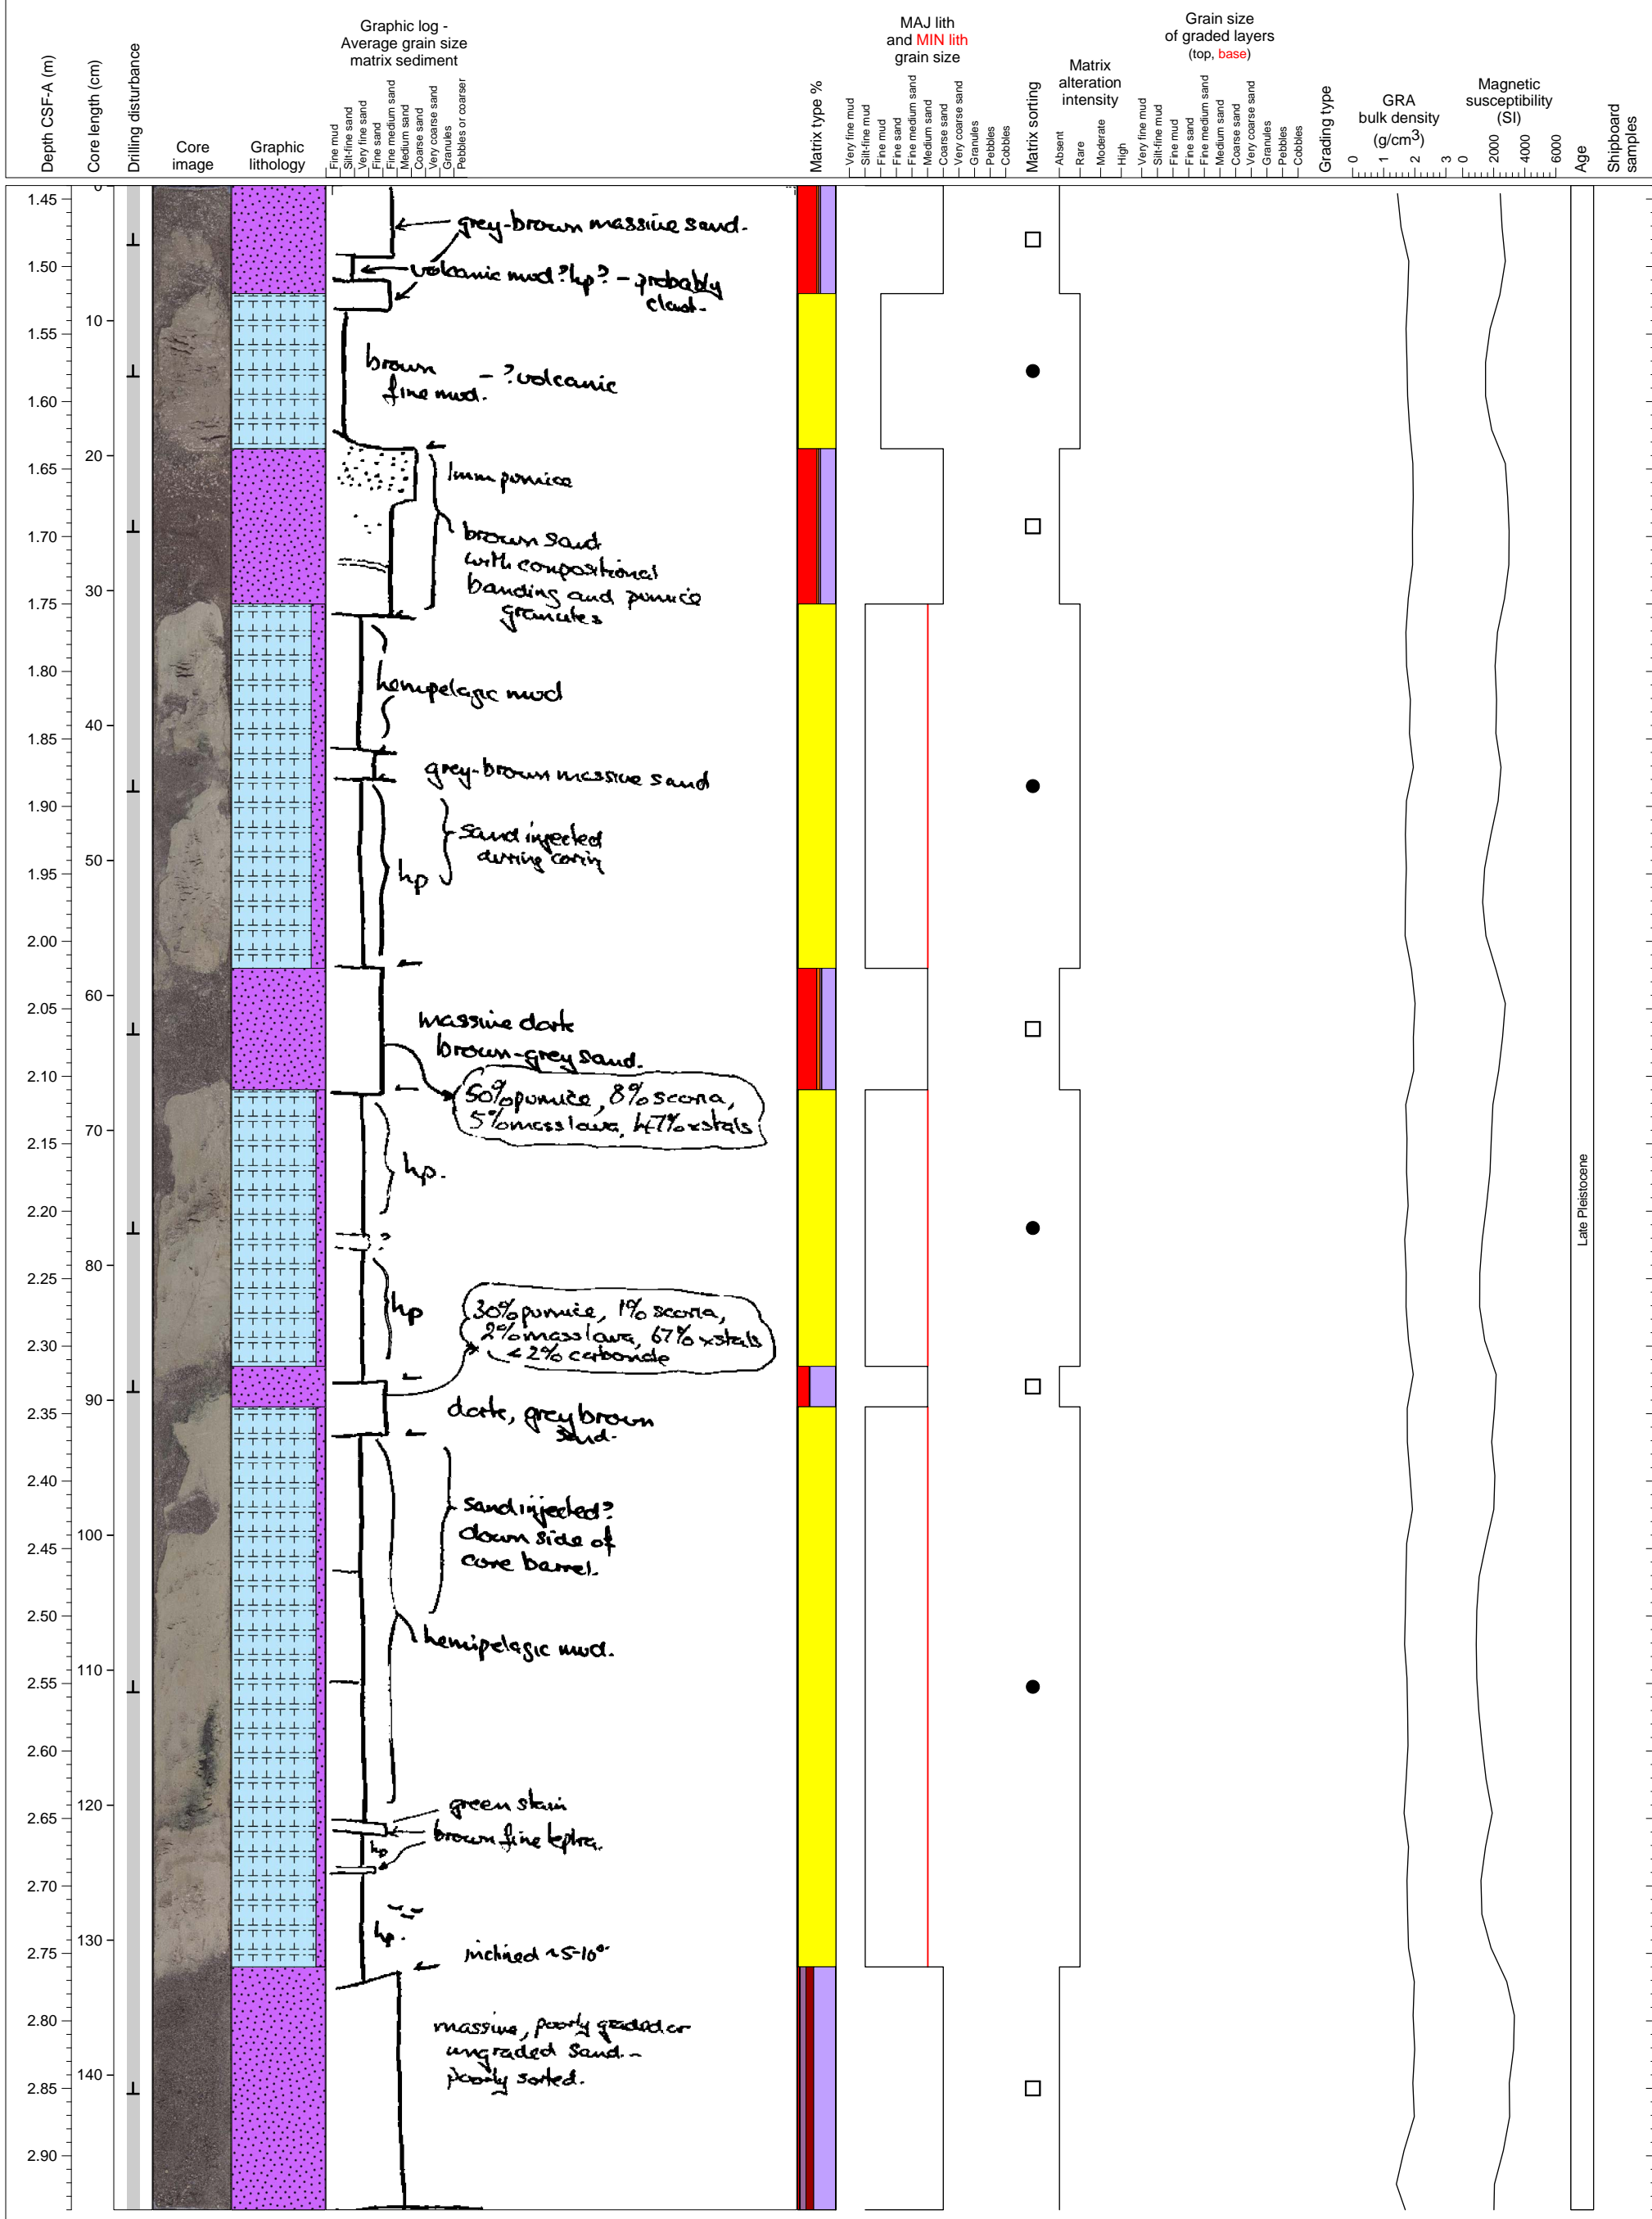 Depth CSF-A (m)
Core length (cm)
Drilling disturbance
Core
image
Graphic
lithology
Graphic log -
Average grain size
matrix sediment
Fine mud
Silt-fine sand
Very fine sand
Fine sand
Fine medium sand
Medium sand
Coarse sand
Very coarse sand
Granules
Pebbles or coarser
Matrix type %
MAJ lith
and MIN lith
grain size
Very fine mud
Silt-fine mud
Fine mud
Fine sand
Fine medium sand
Medium sand
Coarse sand
Very coarse sand
Granules
Pebbles
Cobbles
Matrix sorting
Matrix
alteration
intensity
Absent
Rare
Moderate
High
Grain size
of graded layers
(top, base)
Very fine mud
Silt-fine mud
Fine mud
Fine sand
Fine medium sand
Medium sand
Coarse sand
Very coarse sand
Granules
Pebbles
Cobbles
Grading type
GRA
bulk density
(g/cm3)
0 1 2 3
Magnetic
susceptibility
(SI)
0 2000 4000 6000
Age
Shipboard
samples
0
1.45
grey-brown massive sand.
1.50
volcanic mud? hp? – probably
clast.
10
1.55
brown
fine mud. - ? volcanic
1.60
20
1.65
1mm pumice
1.70
brown sand
with compositional
banding and pumice
granules
30
1.75
1.80
hemipelagic mud
40
1.85
grey-brown massive sand
1.90
sand injected
during coring
50
hp
1.95
2.00
60
massive dark
brown-grey sand.
2.05
2.10
50% pumice, 8% scoria,
5% mass lava, 47% xstals
70
2.15
hp.
2.20
80
2.25
hp
30% pumice, 1% scoria,
2% mass lava, 67% xstals
<2% carbonate
2.30
90
dark, grey brown
sand.
2.35
2.40
sand injected?
down side of
core barrel.
100
2.45
2.50
hemipelagic mud.
110
2.55
2.60
120
green stain
2.65
brown fine tephra.
hp
2.70
130
hp.
inclined ~5-10°
2.75
2.80
massive, poorly graded or
ungraded sand –
poorly sorted.
140
2.85
2.90
Late Pleistocene